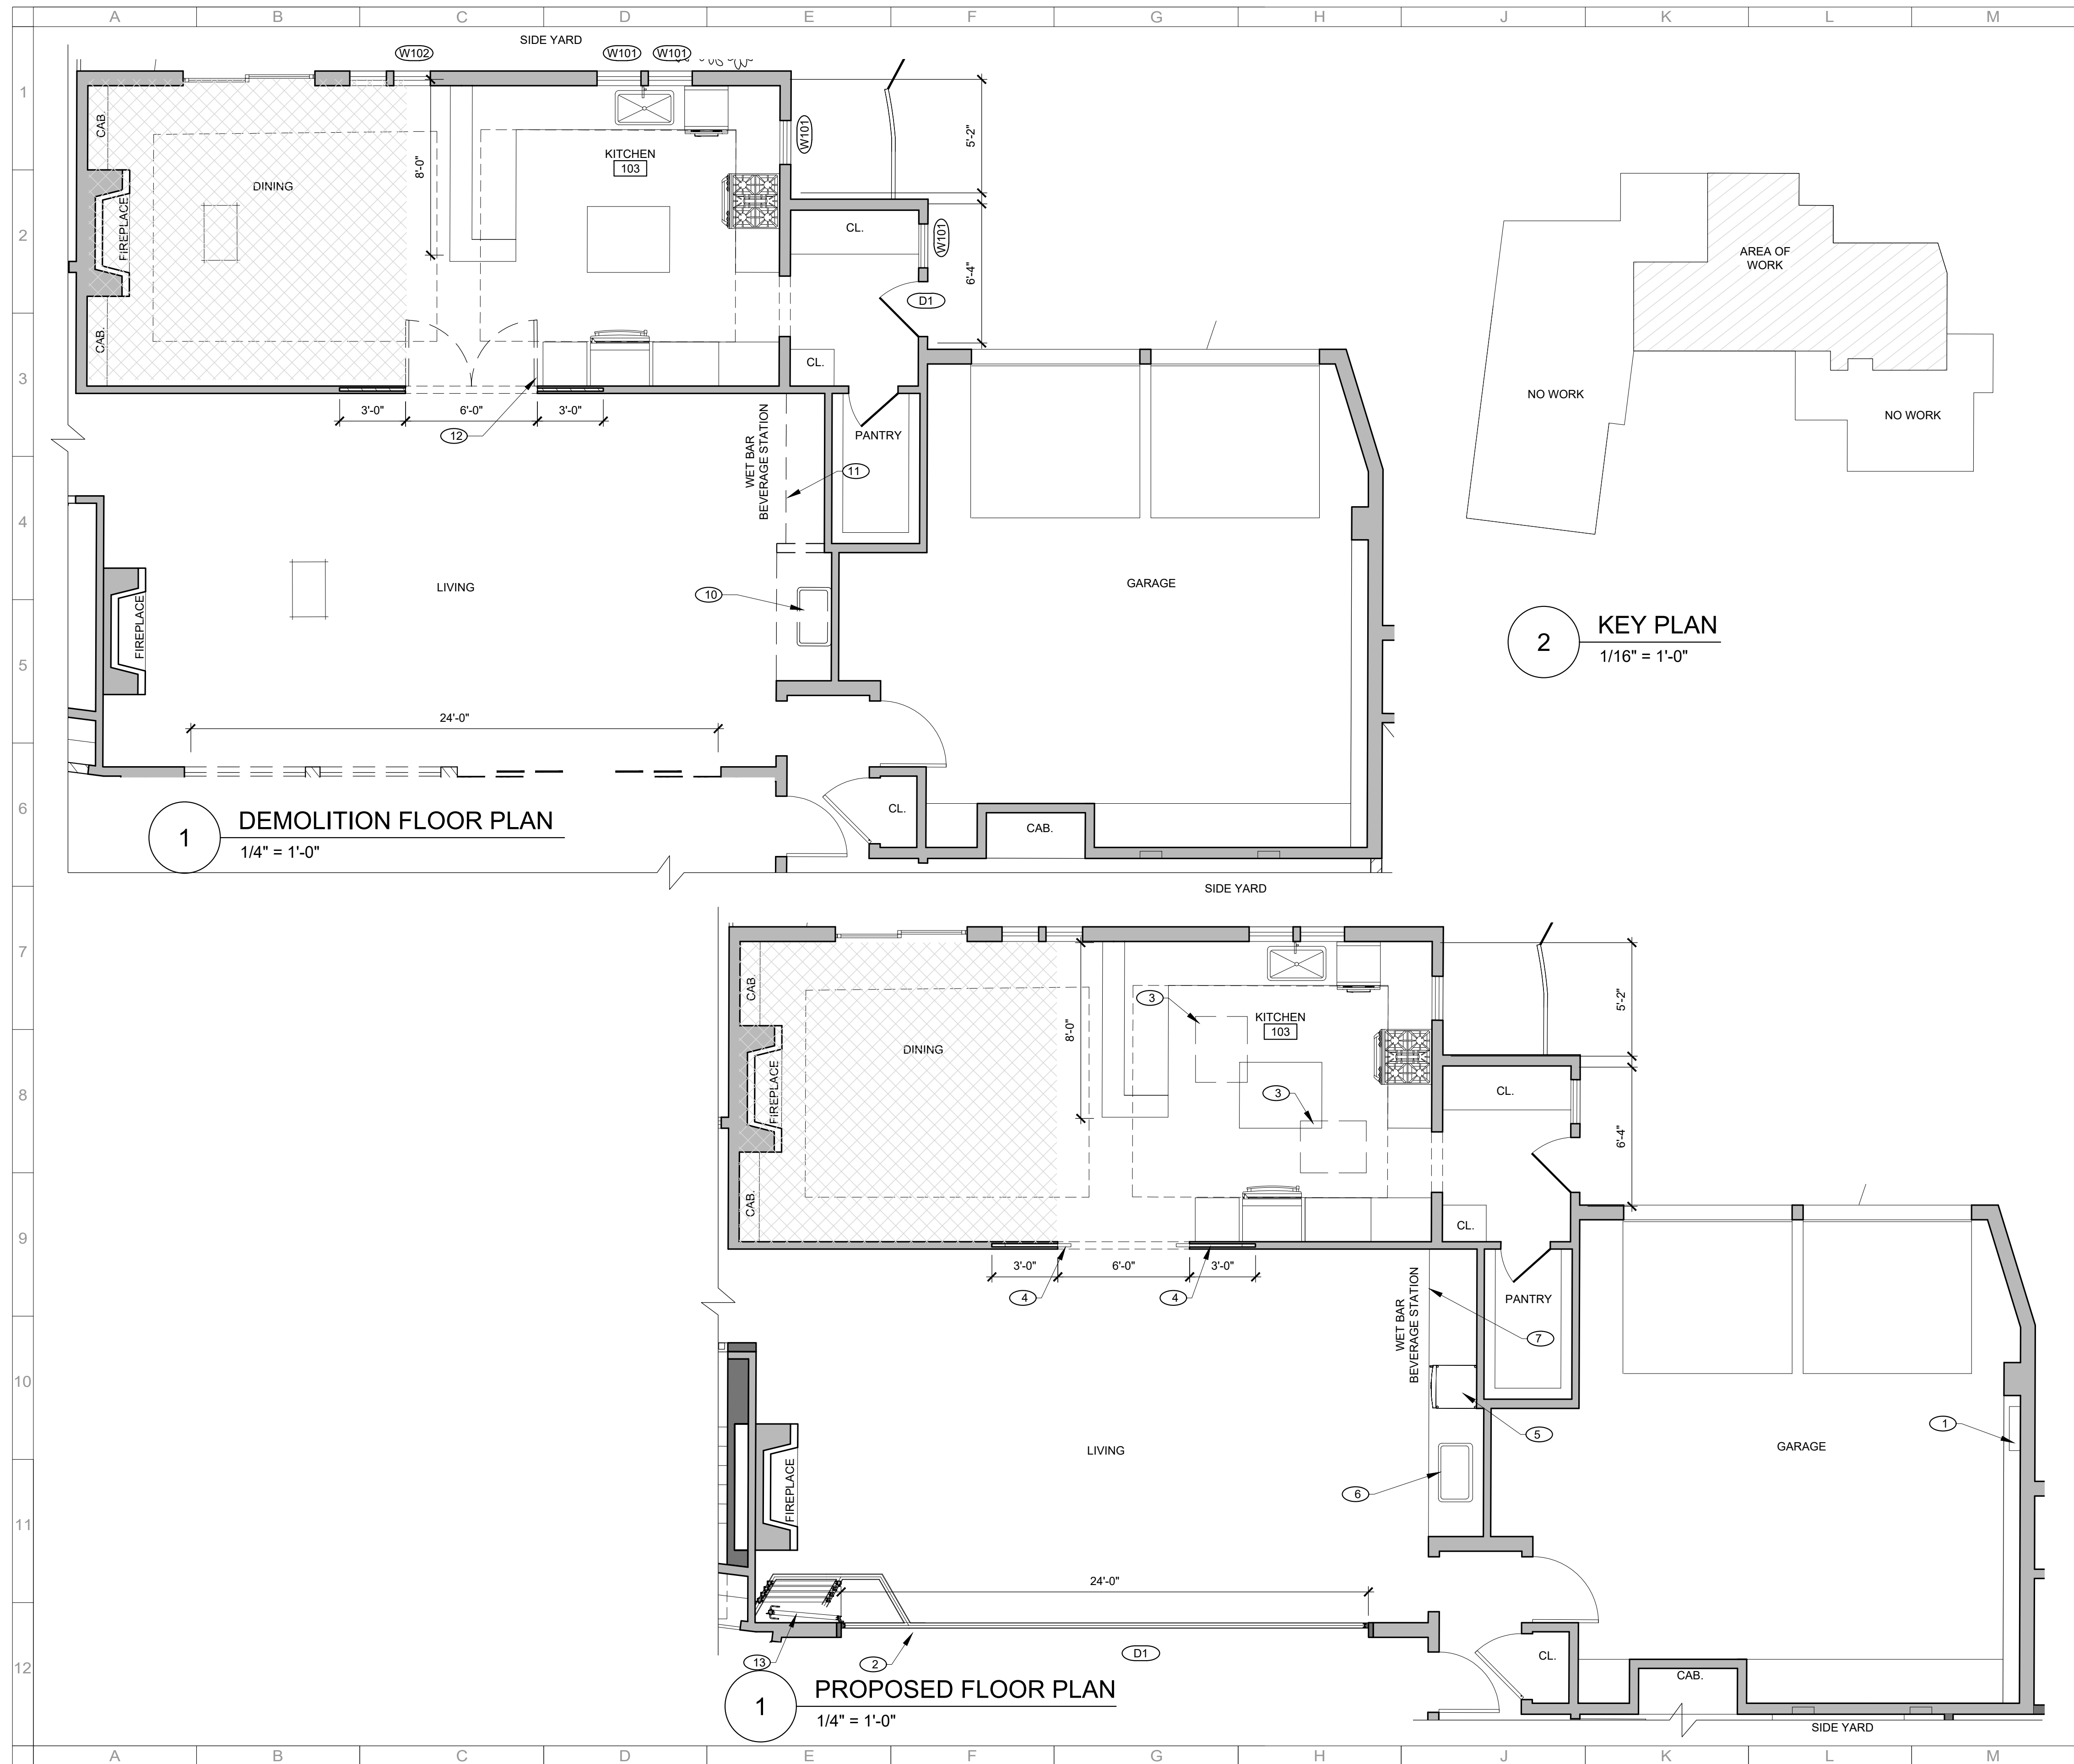 A B C D E F G H J K L M
1
2
3
4
5
6
7
8
9
10
11
12
SIDE YARD
W102
W101
W101
W101
W101
D1
CAB.
DINING
FIREPLACE
CAB.
8'-0"
KITCHEN
103
CL.
5'-2"
6'-4"
CL.
3'-0"
6'-0"
3'-0"
12
WET BAR
BEVERAGE STATION
PANTRY
11
10
LIVING
FIREPLACE
GARAGE
24'-0"
CL.
CAB.
1
DEMOLITION FLOOR PLAN
1/4" = 1'-0"
AREA OF
WORK
NO WORK
NO WORK
2
KEY PLAN
1/16" = 1'-0"
SIDE YARD
CAB.
DINING
FIREPLACE
CAB.
8'-0"
3
KITCHEN
103
3
CL.
5'-2"
6'-4"
CL.
3'-0"
6'-0"
3'-0"
4
4
WET BAR
BEVERAGE STATION
PANTRY
7
5
6
1
LIVING
FIREPLACE
GARAGE
24'-0"
13
2
D1
CL.
CAB.
SIDE YARD
1
PROPOSED FLOOR PLAN
1/4" = 1'-0"
A B C D E F G H J K L M